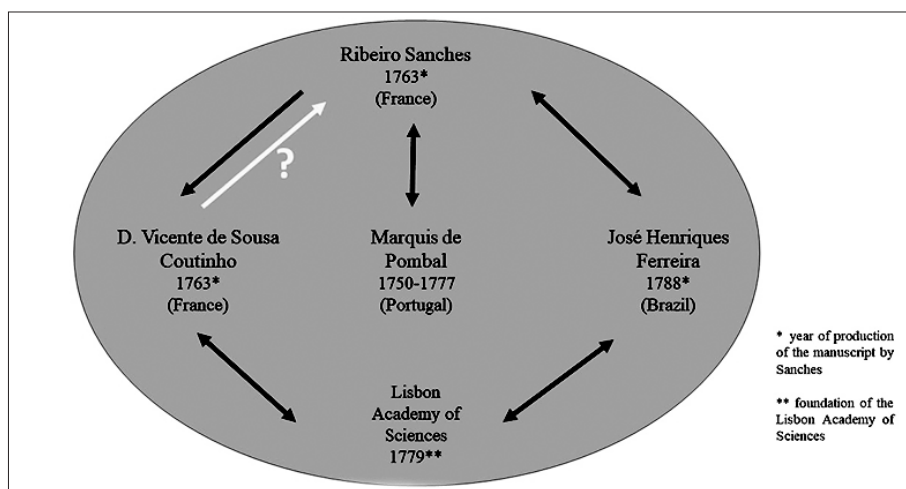 Ribeiro Sanches
1763*
(France)
?
D. Vicente de Sousa
Coutinho
1763*
(France)
Marquis de
Pombal
1750-1777
(Portugal)
José Henriques
Ferreira
1788*
(Brazil)
Lisbon
Academy of
Sciences
1779**
* year of production
of the manuscript by
Sanches
** foundation of the
Lisbon Academy of
Sciences